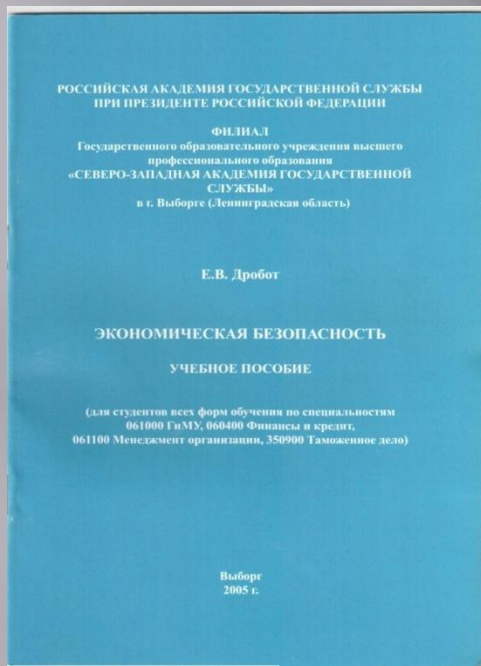 РОССИЙСКАЯ АКАДЕМИЯ ГОСУДАРСТВЕННОЙ СЛУЖБЫ
ПРИ ПРЕЗИДЕНТЕ РОССИЙСКОЙ ФЕДЕРАЦИИ
ФИЛИАЛ
Государственного образовательного учреждения высшего
профессионального образования
«СЕВЕРО-ЗАПАДНАЯ АКАДЕМИЯ ГОСУДАРСТВЕННОЙ
СЛУЖБЫ»
в г. Выборге (Ленинградская область)
Е.В. Дробот
ЭКОНОМИЧЕСКАЯ БЕЗОПАСНОСТЬ
УЧЕБНОЕ ПОСОБИЕ
(для студентов всех форм обучения по специальностям
061000 ГиМУ, 060400 Финансы и кредит,
061100 Менеджмент организации, 350900 Таможенное дело)
Выборг
2005 г.